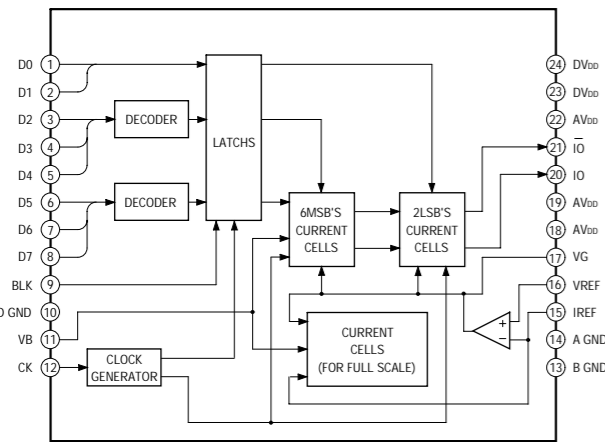 D0 1
D1 2
D2 3
D3 4
D4 5
D5 6
D6 7
D7 8
BLK 9
D GND 10
VB 11
CK 12
DECODER
DECODER
CLOCK
GENERATOR
LATCHS
6MSB'S
CURRENT
CELLS
2LSB'S
CURRENT
CELLS
CURRENT
CELLS
(FOR FULL SCALE)
+
−
24 DVDD
23 DVDD
22 AVDD
21 I̅O̅
20 IO
19 AVDD
18 AVDD
17 VG
16 VREF
15 IREF
14 A GND
13 B GND